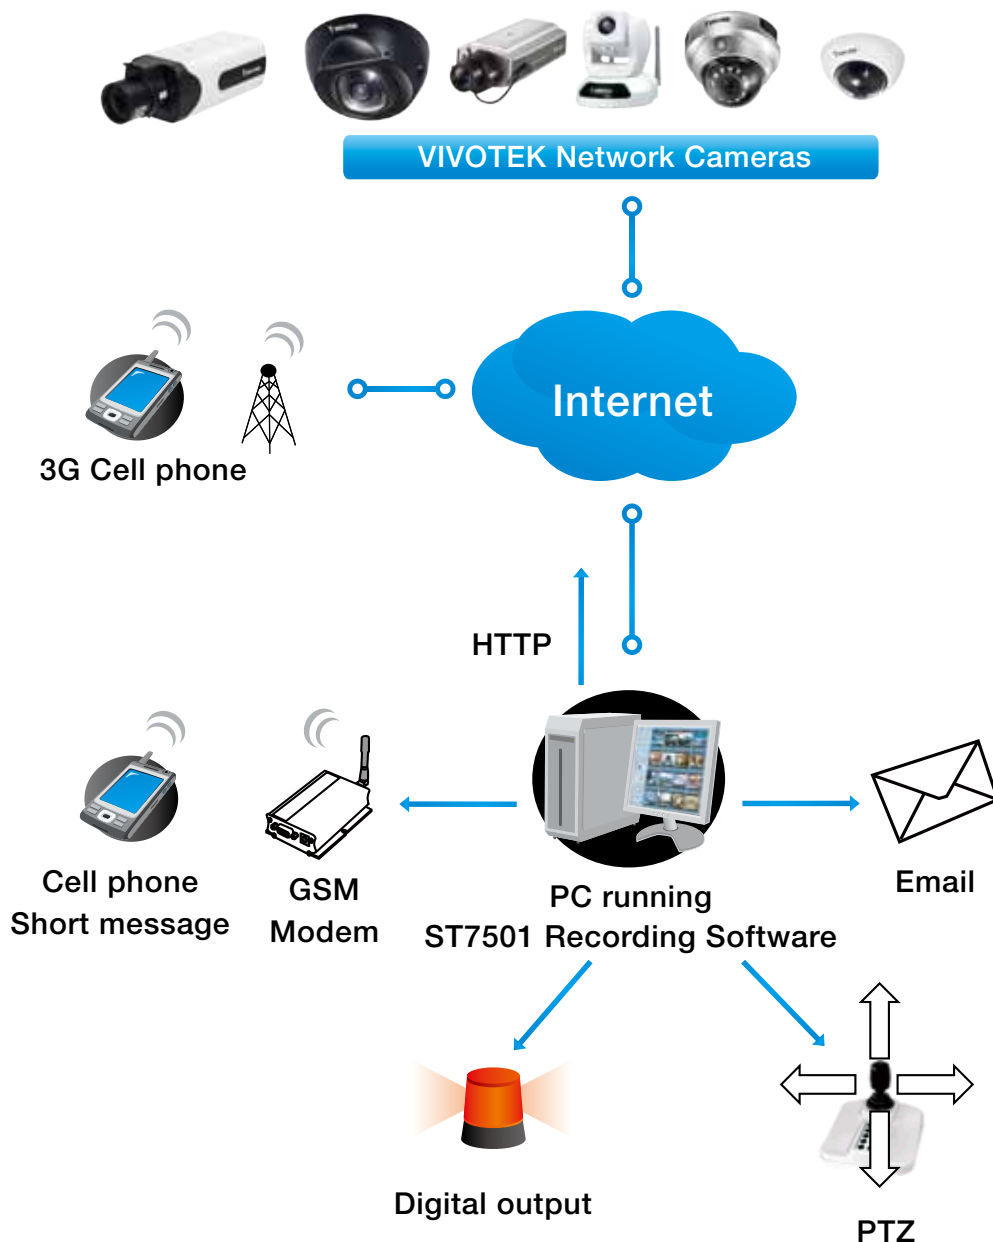 VIVOTEK Network Cameras
Internet
3G Cell phone
HTTP
Cell phone
Short message
GSM
Modem
PC running
ST7501 Recording Software
Email
Digital output
PTZ